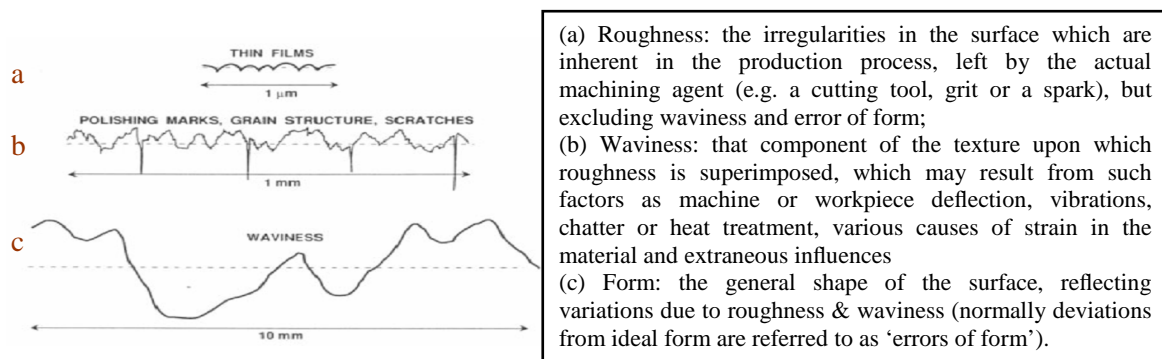 THIN FILMS
a
1 μm
POLISHING MARKS, GRAIN STRUCTURE, SCRATCHES
b
1 mm
c
WAVINESS
10 mm
(a) Roughness: the irregularities in the surface which are
inherent in the production process, left by the actual
machining agent (e.g. a cutting tool, grit or a spark), but
excluding waviness and error of form;
(b) Waviness: that component of the texture upon which
roughness is superimposed, which may result from such
factors as machine or workpiece deflection, vibrations,
chatter or heat treatment, various causes of strain in the
material and extraneous influences
(c) Form: the general shape of the surface, reflecting
variations due to roughness & waviness (normally deviations
from ideal form are referred to as ‘errors of form’).